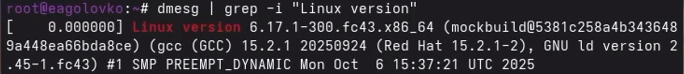 root@eagolovko:~# dmesg | grep -i "Linux version"
[    0.000000] Linux version 6.17.1-300.fc43.x86_64 (mockbuild@5381c258a4b343648
9a448ea66bda8ce) (gcc (GCC) 15.2.1 20250924 (Red Hat 15.2.1-2), GNU ld version 2
.45-1.fc43) #1 SMP PREEMPT_DYNAMIC Mon Oct  6 15:37:21 UTC 2025